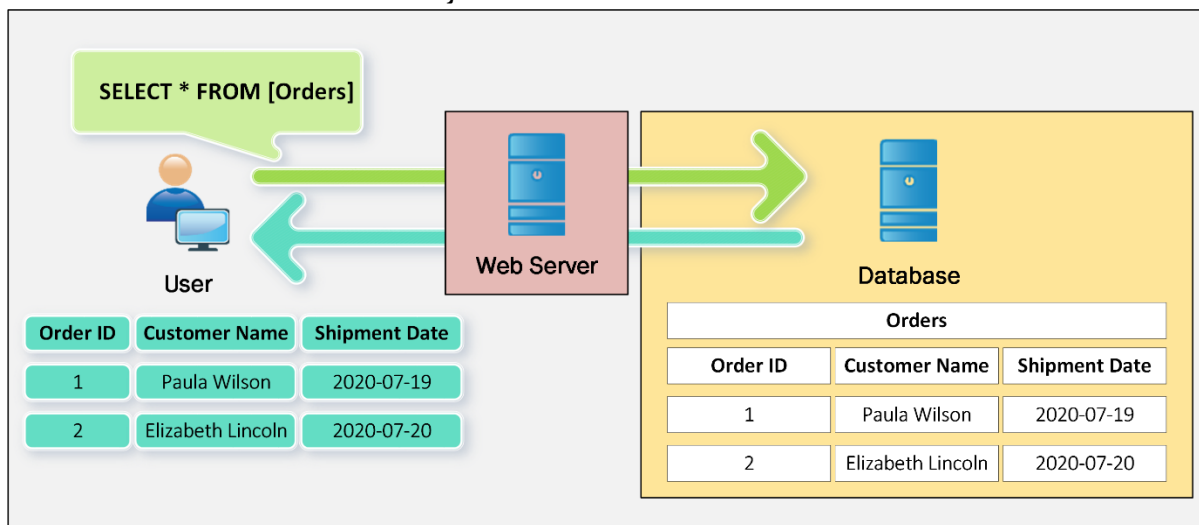 SELECT * FROM [Orders]
User
Web Server
Database
Order ID Customer Name Shipment Date
1 Paula Wilson 2020-07-19
2 Elizabeth Lincoln 2020-07-20
Orders
Order ID Customer Name Shipment Date
1 Paula Wilson 2020-07-19
2 Elizabeth Lincoln 2020-07-20